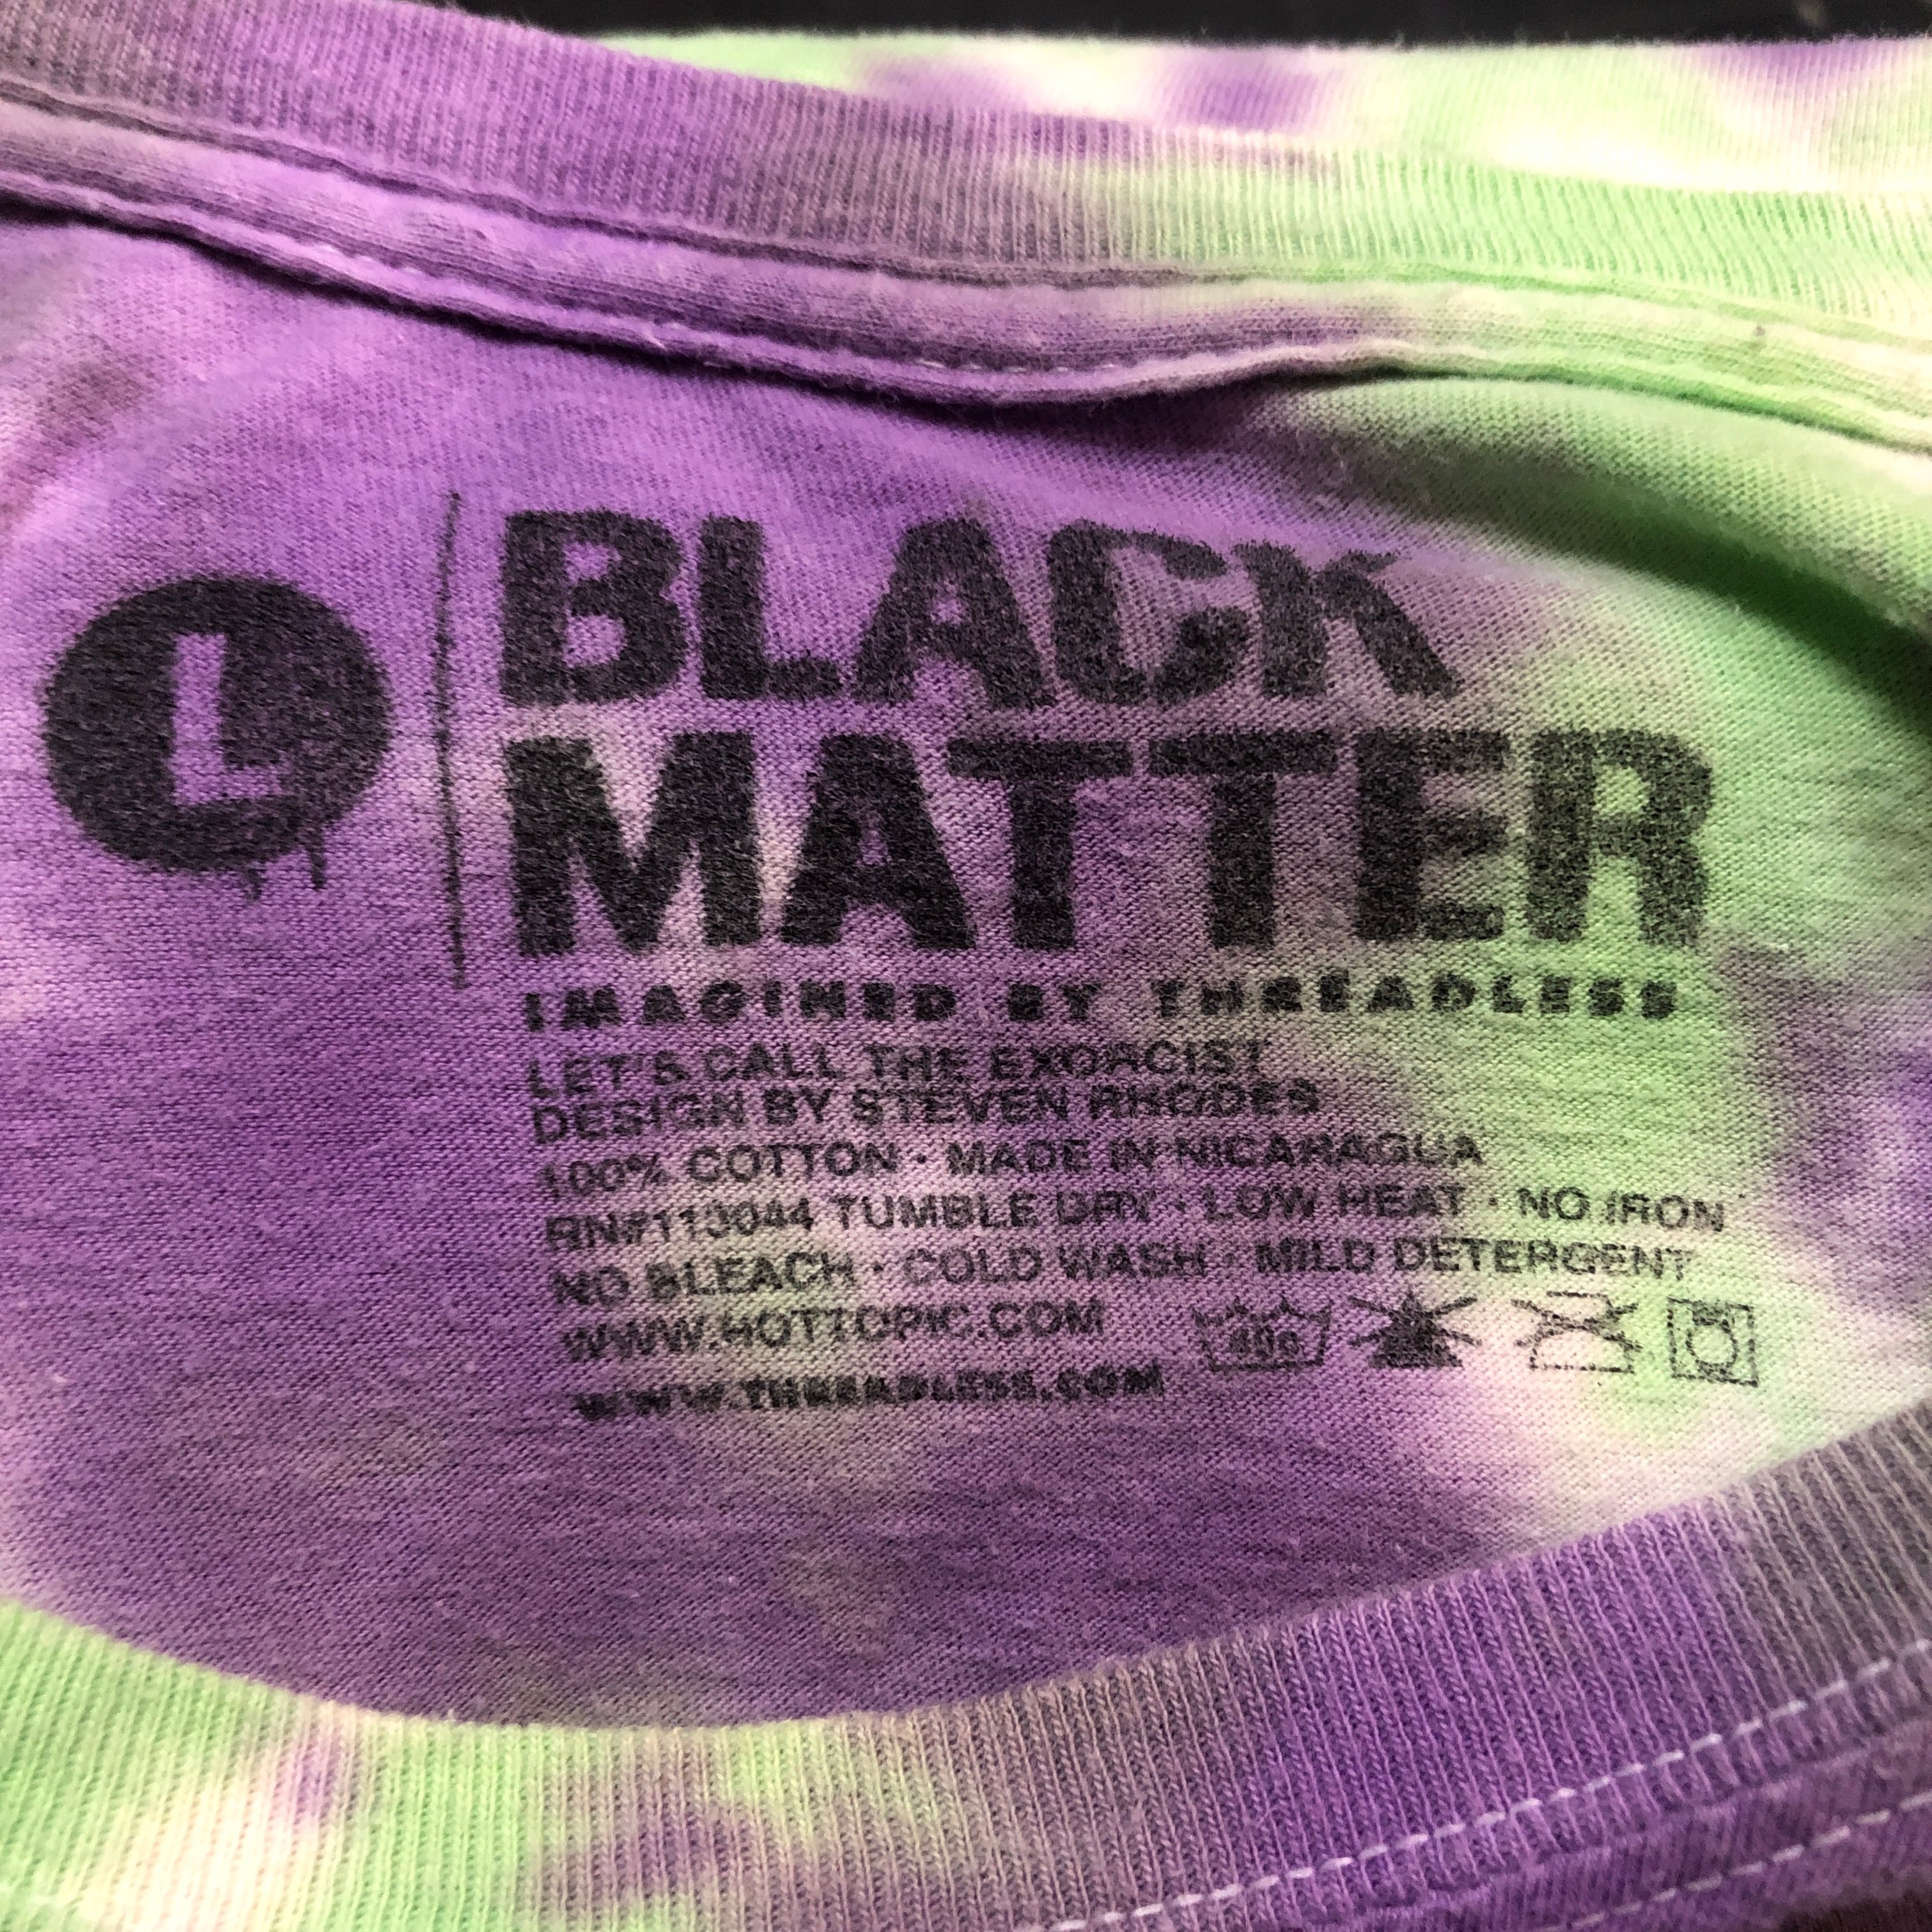 L
BLACK
MATTER
IMAGINED BY THREADLESS
LET'S CALL THE EXORCIST
DESIGN BY STEVEN RHODES
100% COTTON · MADE IN NICARAGUA
RN#113044 TUMBLE DRY · LOW HEAT · NO IRON
NO BLEACH · COLD WASH · MILD DETERGENT
WWW.HOTTOPIC.COM
WWW.THREADLESS.COM